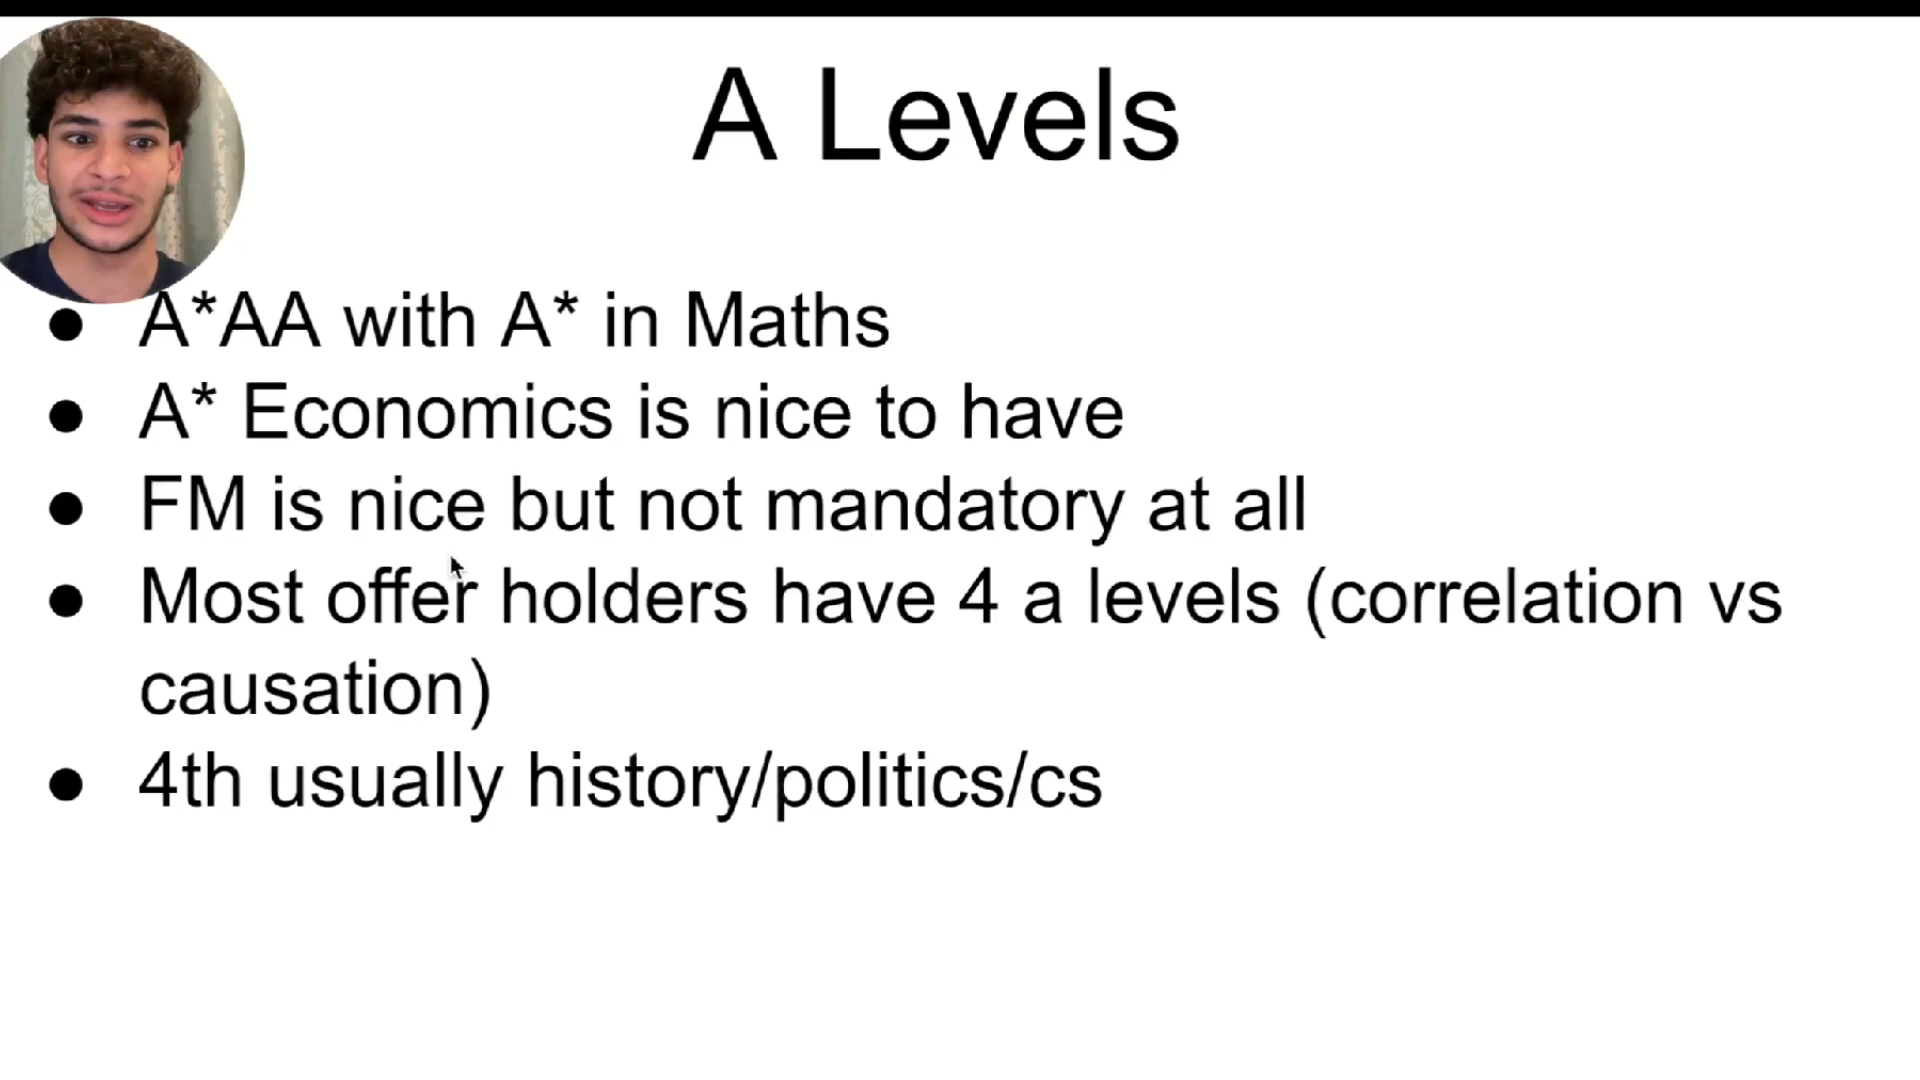 A Levels
A*AA with A* in Maths
A* Economics is nice to have
FM is nice but not mandatory at all
Most offer holders have 4 a levels (correlation vs
causation)
4th usually history/politics/cs